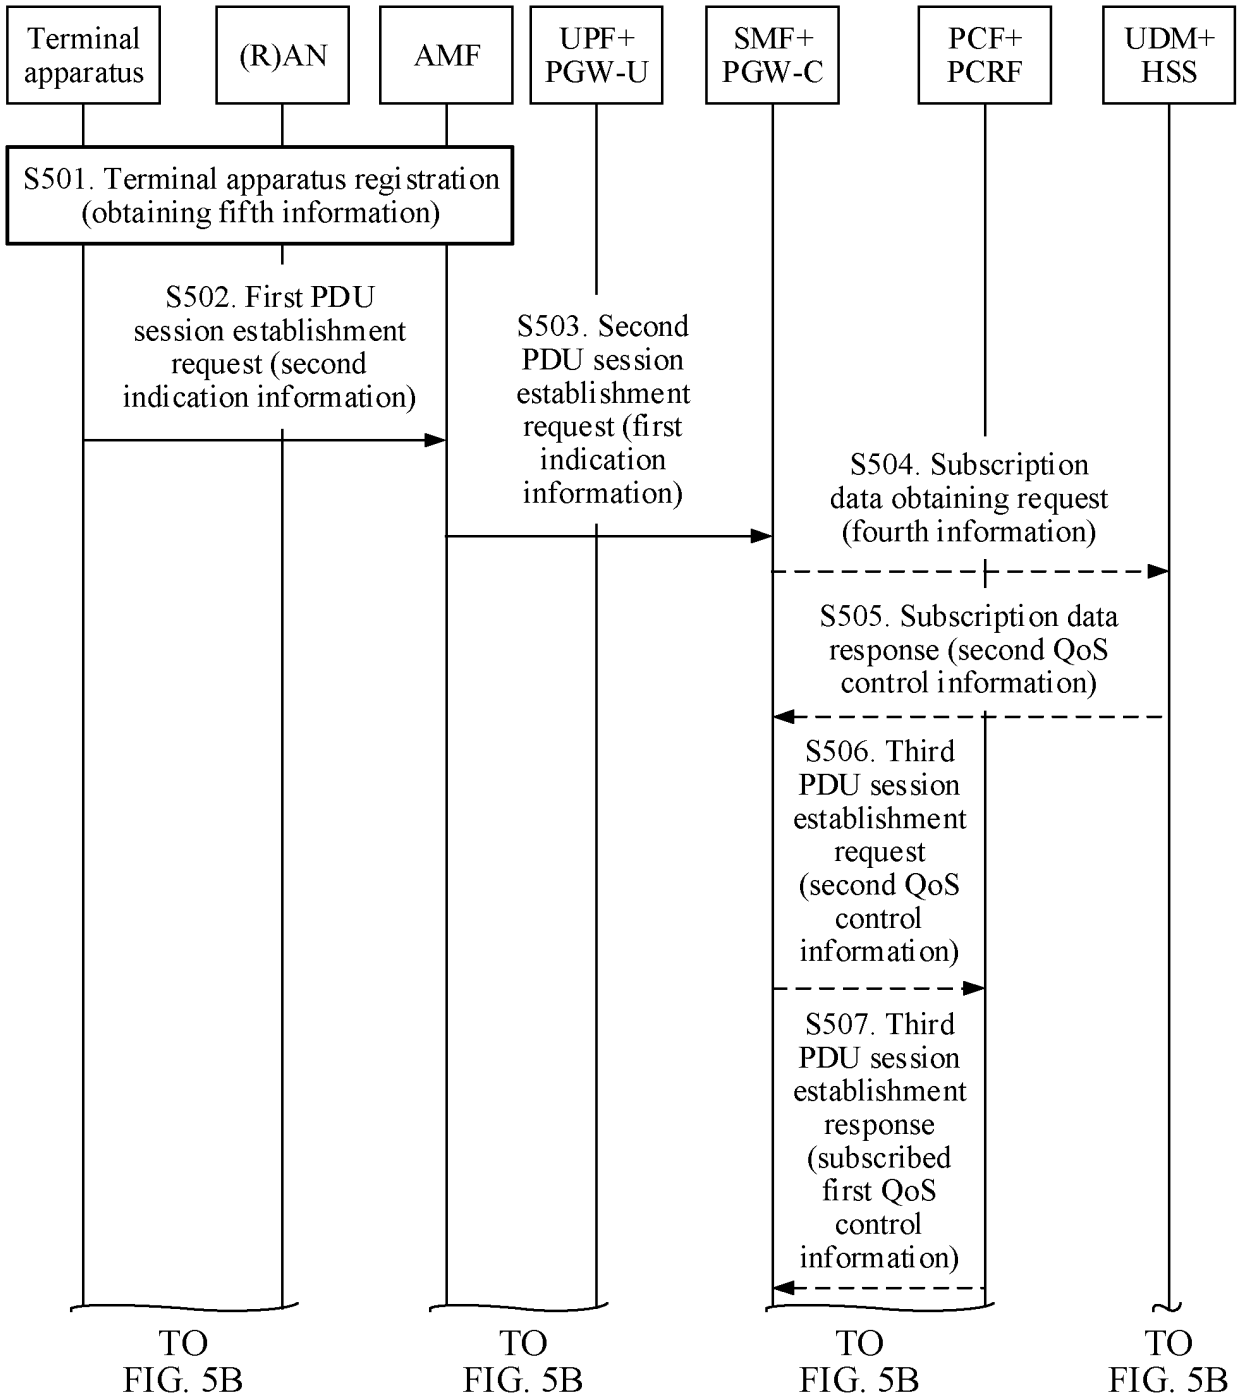 Terminal
apparatus
(R)AN
AMF
UPF+
PGW-U
SMF+
PGW-C
PCF+
PCRF
UDM+
HSS
S501. Terminal apparatus registration
(obtaining fifth information)
S502. First PDU
session establishment
request (second
indication information)
S503. Second
PDU session
establishment
request (first
indication
information)
S504. Subscription
data obtaining request
(fourth information)
S505. Subscription data
response (second QoS
control information)
S506. Third
PDU session
establishment
request
(second QoS
control
information)
S507. Third
PDU session
establishment
response
(subscribed
first QoS
control
information)
TO
FIG. 5B
TO
FIG. 5B
TO
FIG. 5B
TO
FIG. 5B